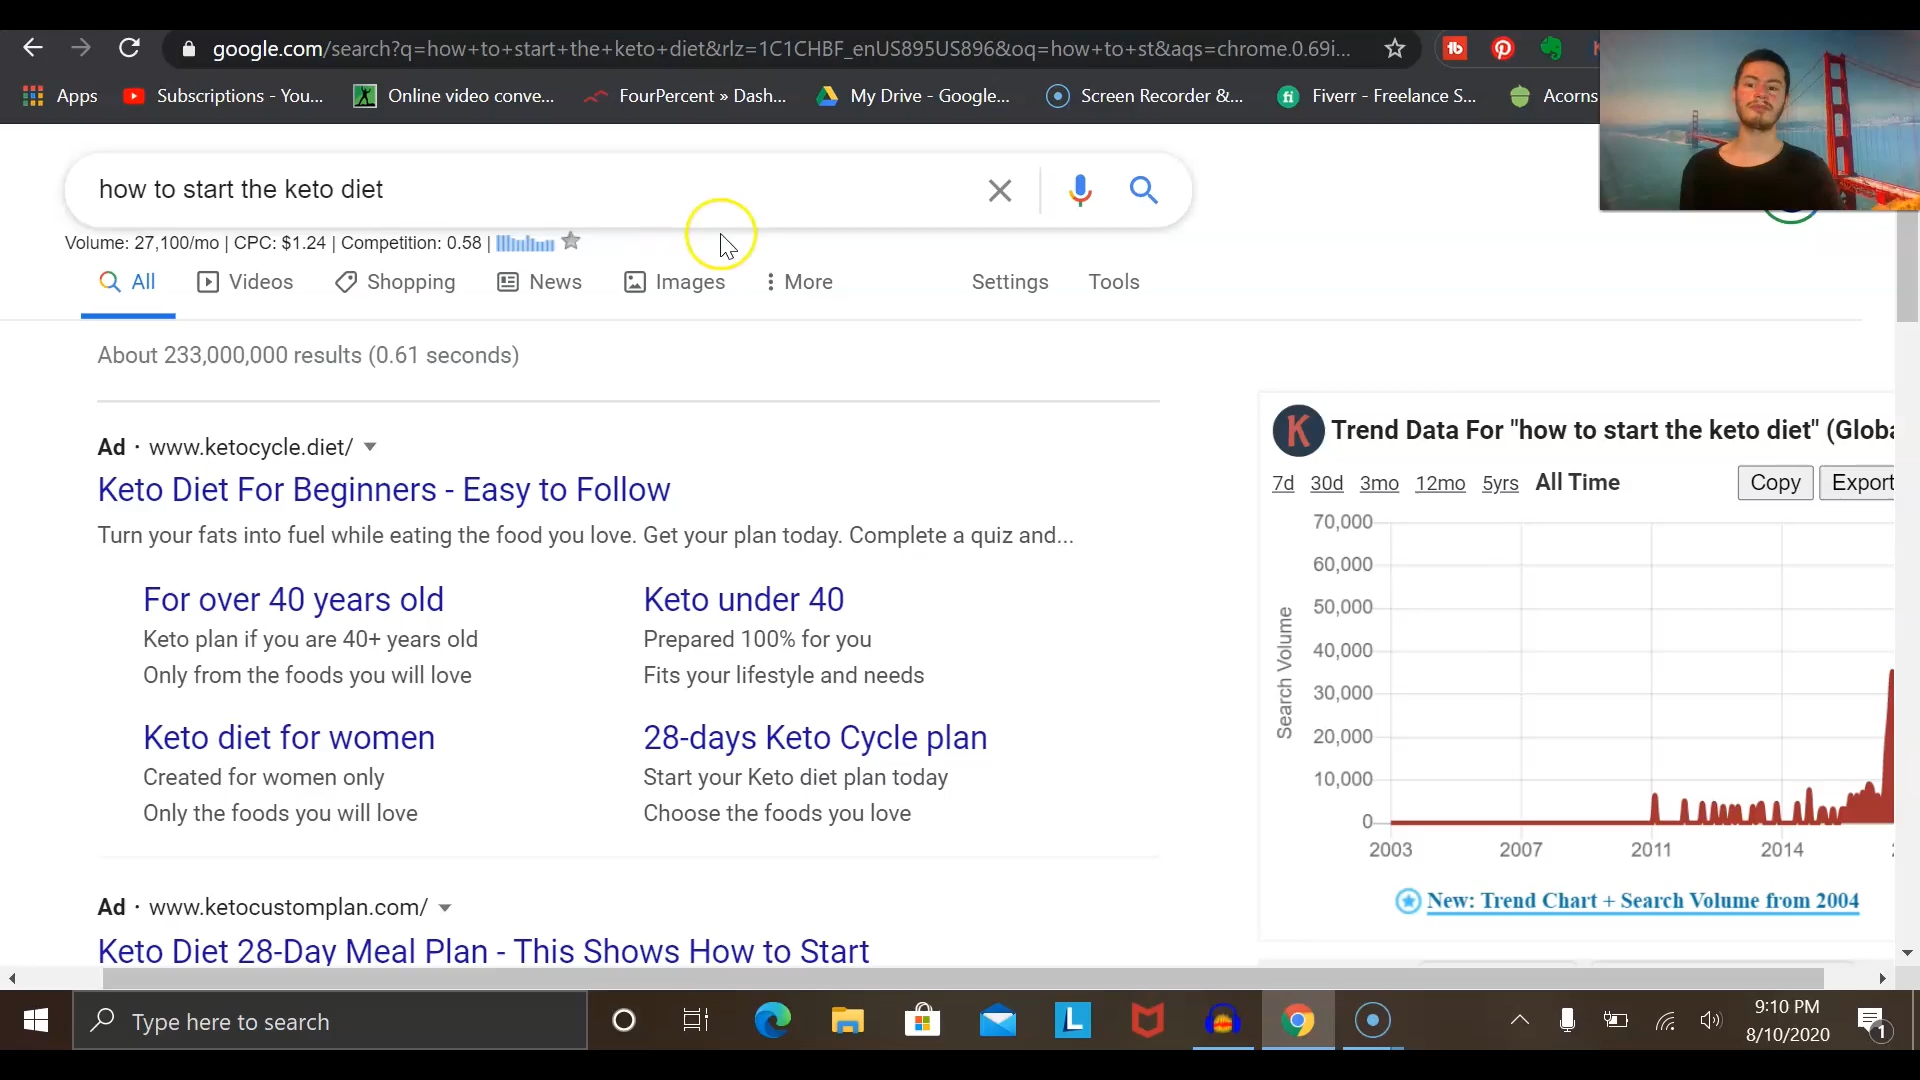 google.com/search?q=how+to+start+the+keto+diet&rlz=1C1CHBF_enUS895US896&oq=how+to+st&aqs=chrome.0.69i...
Apps
Subscriptions - You...
Online video conve...
FourPercent » Dash...
My Drive - Google...
Screen Recorder &...
Fiverr - Freelance S...
Acorns
how to start the keto diet
Volume: 27,100/mo | CPC: $1.24 | Competition: 0.58 |
All
Videos
Shopping
News
Images
More
Settings
Tools
About 233,000,000 results (0.61 seconds)
Ad · www.ketocycle.diet/
Keto Diet For Beginners - Easy to Follow
Turn your fats into fuel while eating the food you love. Get your plan today. Complete a quiz and...
For over 40 years old
Keto plan if you are 40+ years old
Only from the foods you will love
Keto under 40
Prepared 100% for you
Fits your lifestyle and needs
Keto diet for women
Created for women only
Only the foods you will love
28-days Keto Cycle plan
Start your Keto diet plan today
Choose the foods you love
Ad · www.ketocustomplan.com/
Keto Diet 28-Day Meal Plan - This Shows How to Start
K
Trend Data For "how to start the keto diet" (Globa
7d 30d 3mo 12mo 5yrs All Time
Copy
Export
Search Volume
70,000
60,000
50,000
40,000
30,000
20,000
10,000
0
2003
2007
2011
2014
New: Trend Chart + Search Volume from 2004
Type here to search
9:10 PM
8/10/2020
1